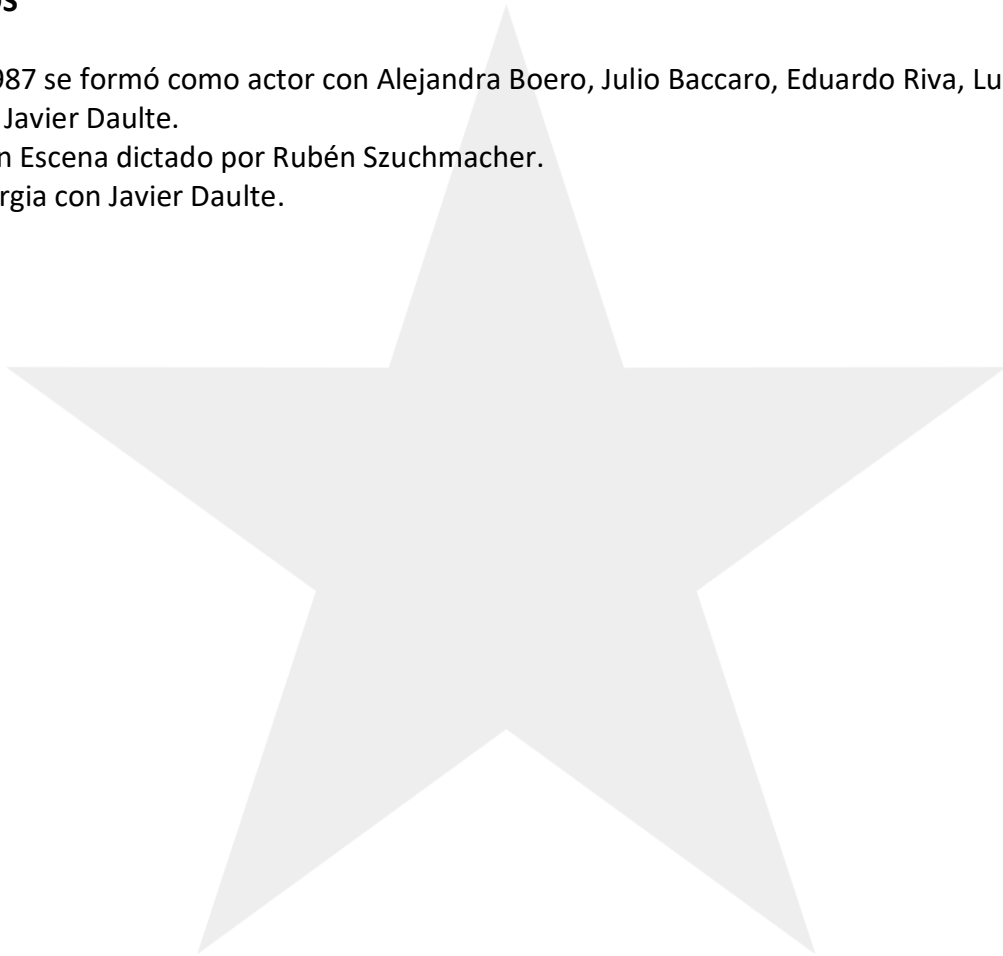 os
987 se formó como actor con Alejandra Boero, Julio Baccaro, Eduardo Riva, Lu
Javier Daulte.
n Escena dictado por Rubén Szuchmacher.
rgia con Javier Daulte.